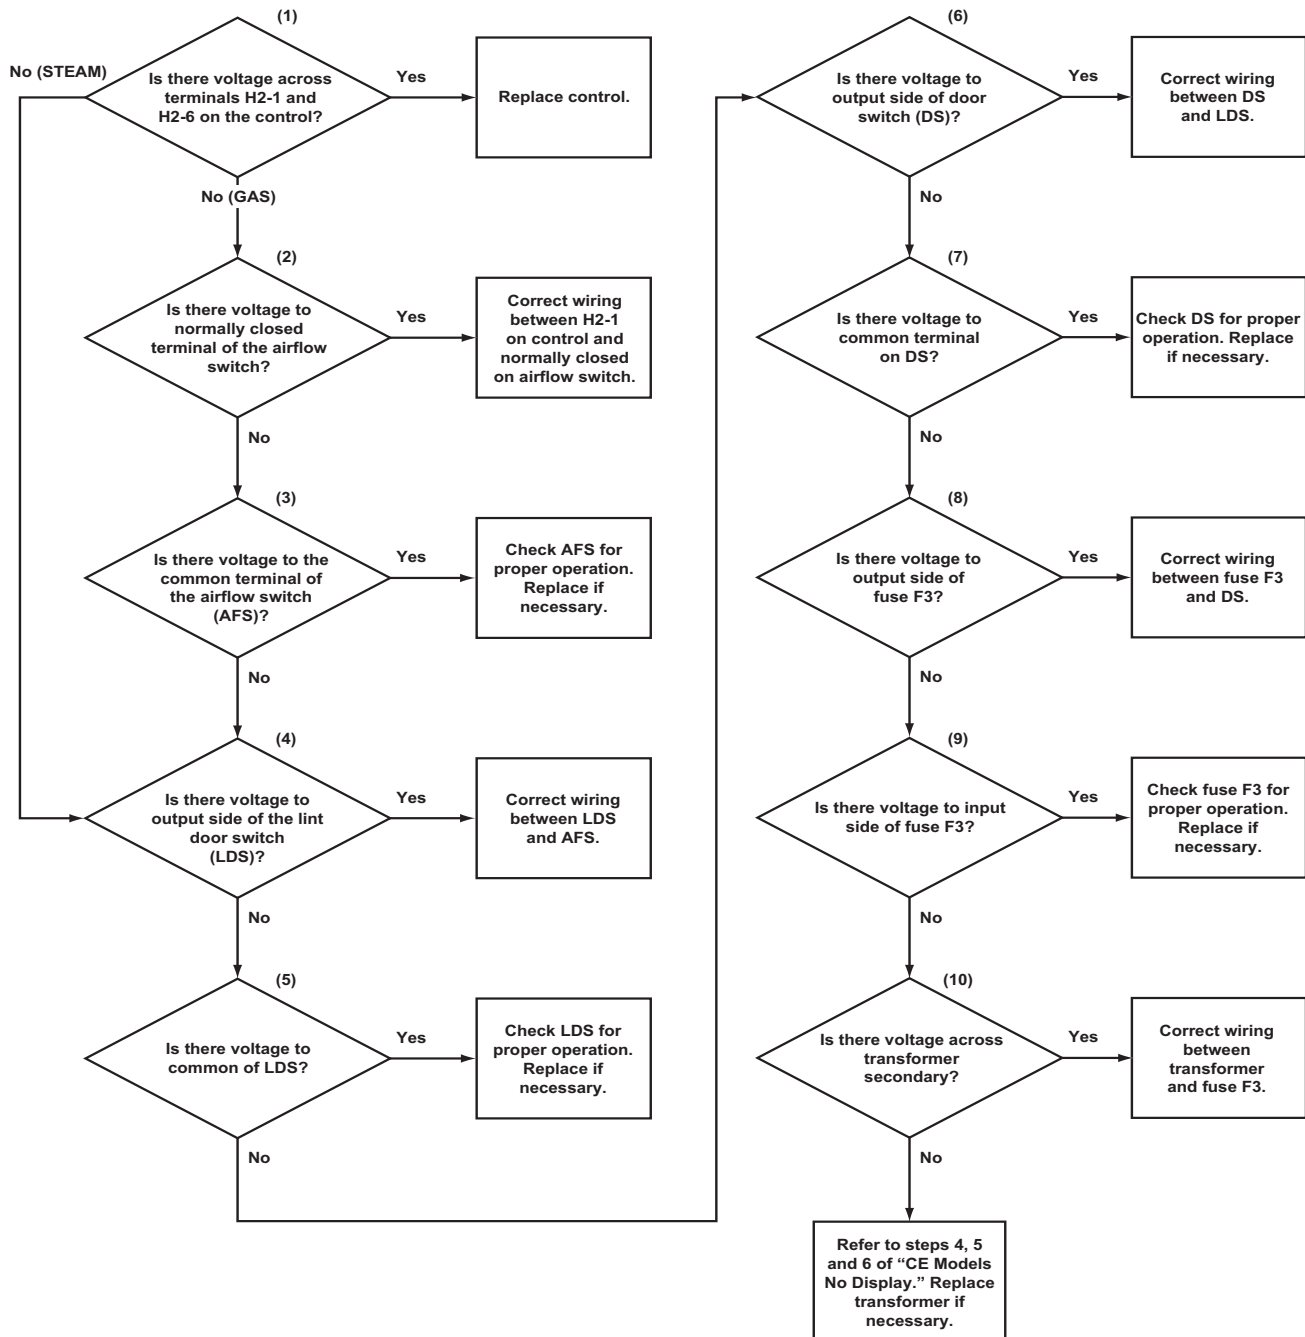 (1)
No (STEAM)
Is there voltage across
terminals H2-1 and
H2-6 on the control?
Yes
Replace control.
No (GAS)
(2)
Is there voltage to
normally closed
terminal of the airflow
switch?
Yes
Correct wiring
between H2-1
on control and
normally closed
on airflow switch.
No
(3)
Is there voltage to the
common terminal of
the airflow switch
(AFS)?
Yes
Check AFS for
proper operation.
Replace if
necessary.
No
(4)
Is there voltage to
output side of the lint
door switch
(LDS)?
Yes
Correct wiring
between LDS
and AFS.
No
(5)
Is there voltage to
common of LDS?
Yes
Check LDS for
proper operation.
Replace if
necessary.
No
(6)
Is there voltage to
output side of door
switch (DS)?
Yes
Correct wiring
between DS
and LDS.
No
(7)
Is there voltage to
common terminal
on DS?
Yes
Check DS for proper
operation. Replace
if necessary.
No
(8)
Is there voltage to
output side of
fuse F3?
Yes
Correct wiring
between fuse F3
and DS.
No
(9)
Is there voltage to input
side of fuse F3?
Yes
Check fuse F3 for
proper operation.
Replace if
necessary.
No
(10)
Is there voltage across
transformer
secondary?
Yes
Correct wiring
between
transformer
and fuse F3.
No
Refer to steps 4, 5
and 6 of “CE Models
No Display.” Replace
transformer if
necessary.